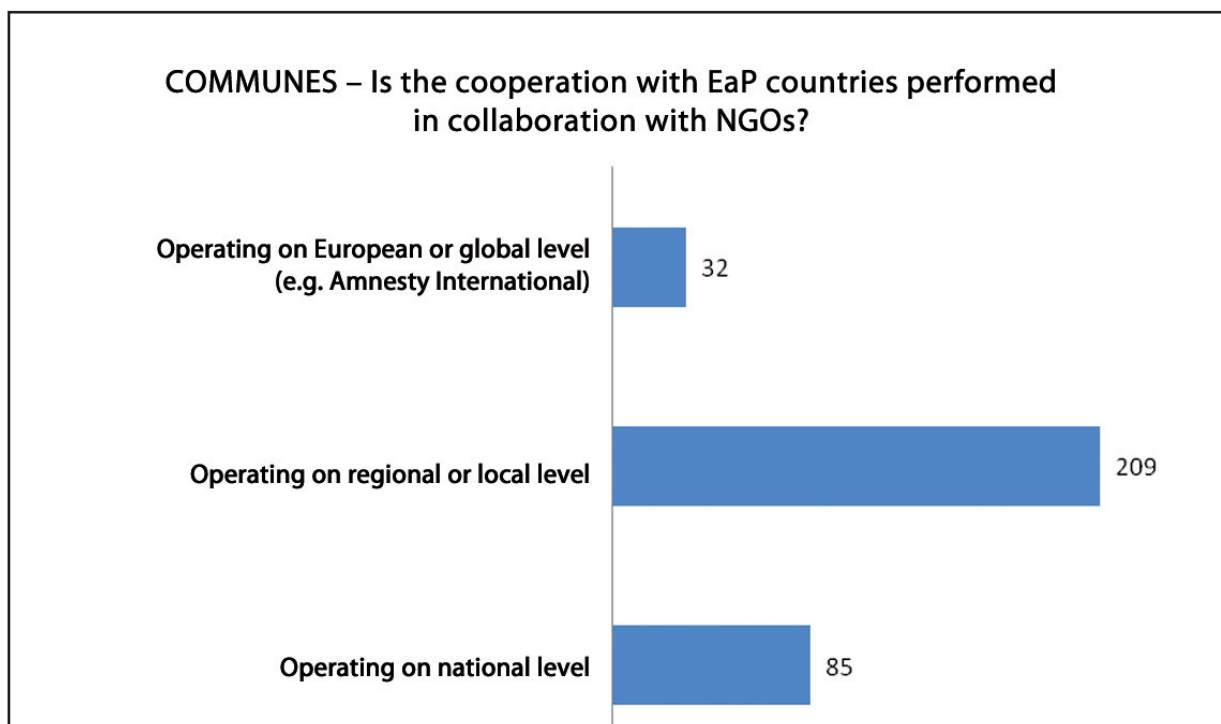 COMMUNES – Is the cooperation with EaP countries performed
in collaboration with NGOs?
Operating on European or global level
(e.g. Amnesty International)
32
Operating on regional or local level
209
Operating on national level
85